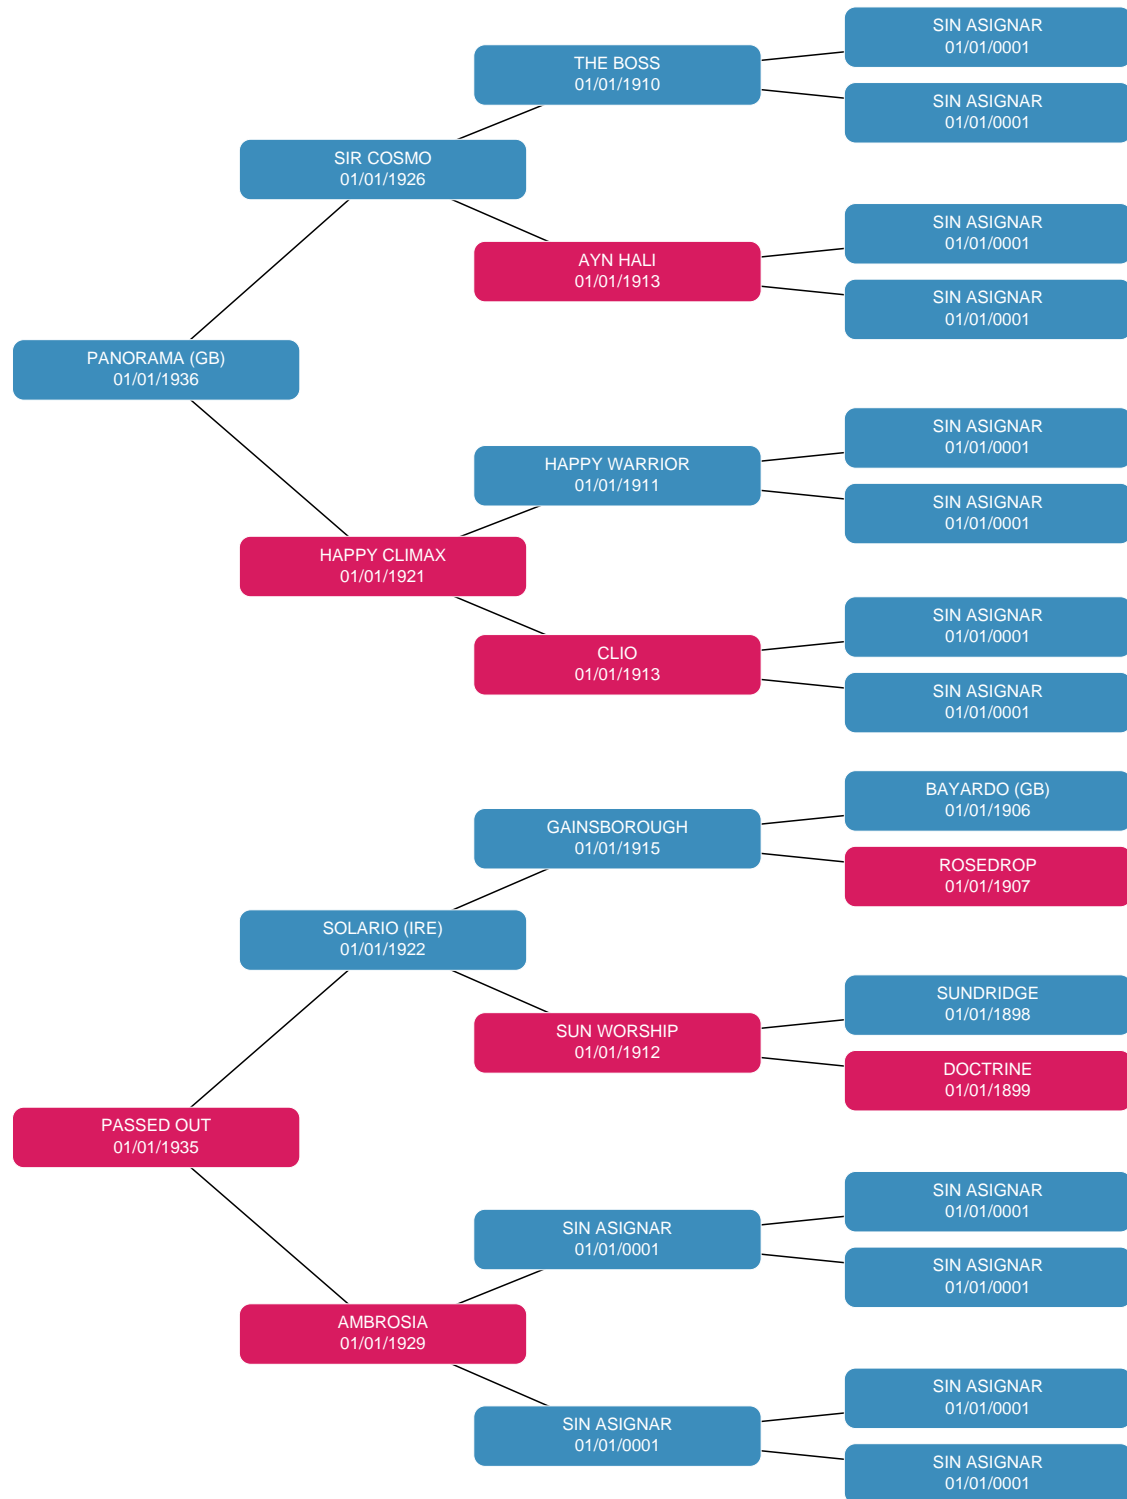 SIN ASIGNAR
01/01/0001
THE BOSS
01/01/1910
SIN ASIGNAR
01/01/0001
SIR COSMO
01/01/1926
SIN ASIGNAR
01/01/0001
AYN HALI
01/01/1913
SIN ASIGNAR
01/01/0001
PANORAMA (GB)
01/01/1936
SIN ASIGNAR
01/01/0001
HAPPY WARRIOR
01/01/1911
SIN ASIGNAR
01/01/0001
HAPPY CLIMAX
01/01/1921
SIN ASIGNAR
01/01/0001
CLIO
01/01/1913
SIN ASIGNAR
01/01/0001
BAYARDO (GB)
01/01/1906
GAINSBOROUGH
01/01/1915
ROSEDROP
01/01/1907
SOLARIO (IRE)
01/01/1922
SUNDRIDGE
01/01/1898
SUN WORSHIP
01/01/1912
DOCTRINE
01/01/1899
PASSED OUT
01/01/1935
SIN ASIGNAR
01/01/0001
SIN ASIGNAR
01/01/0001
SIN ASIGNAR
01/01/0001
AMBROSIA
01/01/1929
SIN ASIGNAR
01/01/0001
SIN ASIGNAR
01/01/0001
SIN ASIGNAR
01/01/0001